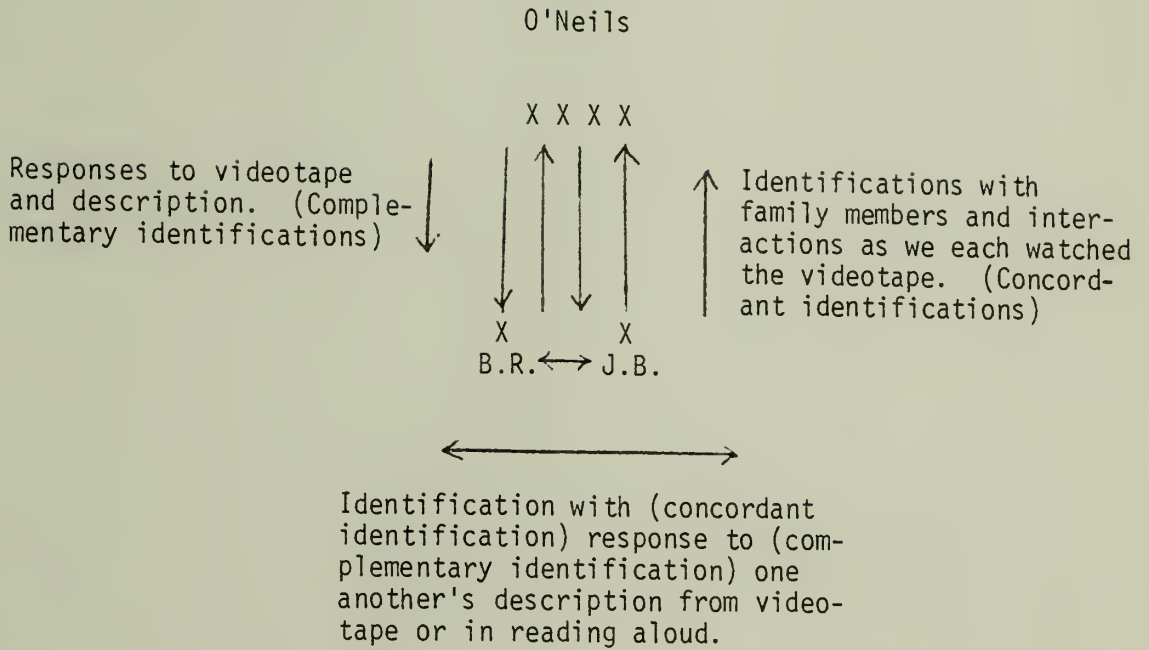 O'Neils
X X X X
Responses to videotape
and description. (Comple-
mentary identifications)
Identifications with
family members and inter-
actions as we each watched
the videotape. (Concord-
ant identifications)
X X
B.R. J.B.
Identification with (concordant
identification) response to (com-
plementary identification) one
another's description from video-
tape or in reading aloud.